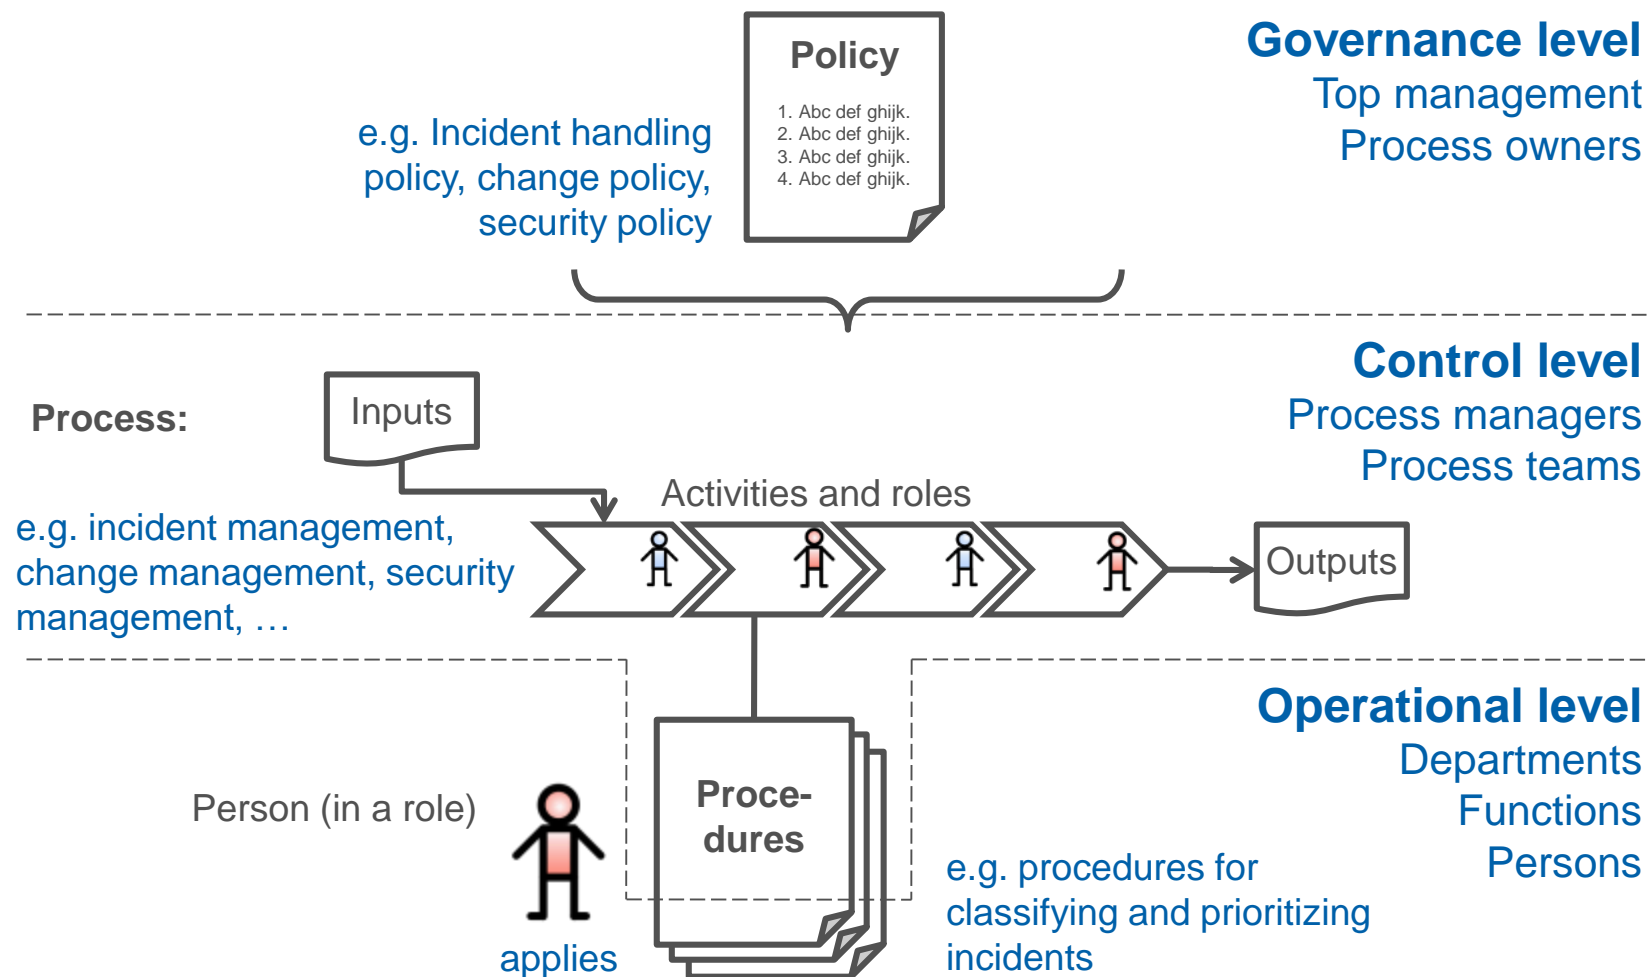 Policy
1. Abc def ghijk.
2. Abc def ghijk.
3. Abc def ghijk.
4. Abc def ghijk.
e.g. Incident handling
policy, change policy,
security policy
Governance level
Top management
Process owners
Control level
Process managers
Process teams
Process:
Inputs
Activities and roles
e.g. incident management,
change management, security
management, …
Outputs
Operational level
Departments
Functions
Persons
Person (in a role)
applies
Proce-
dures
e.g. procedures for
classifying and prioritizing
incidents